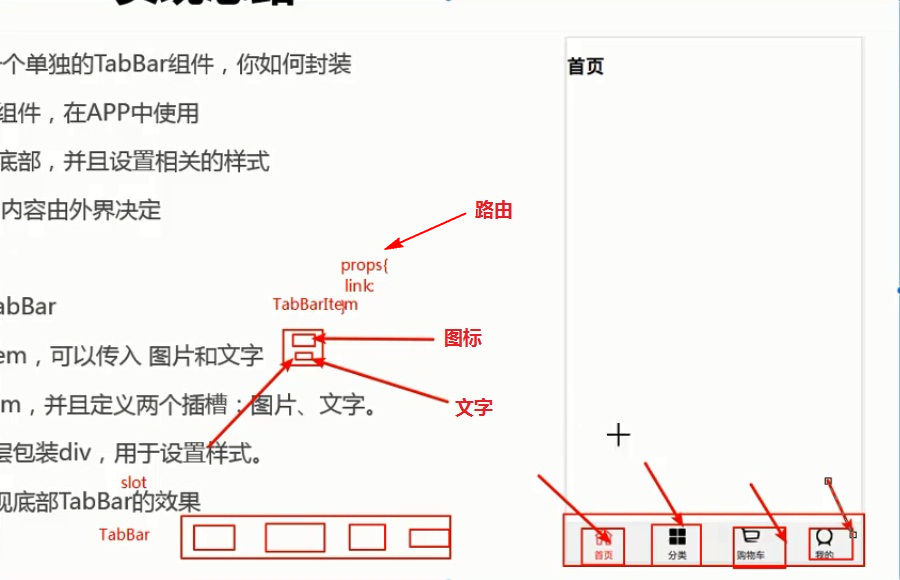 个单独的TabBar组件，你如何封装
首页
组件，在APP中使用
底部，并且设置相关的样式
内容由外界决定
路由
props{
link:
TabBarItem
abBar
图标
em，可以传入 图片和文字
文字
m，并且定义两个插槽：图片、文字。
层包装div，用于设置样式。
slot
现底部TabBar的效果
TabBar
首页
分类
购物车
我的